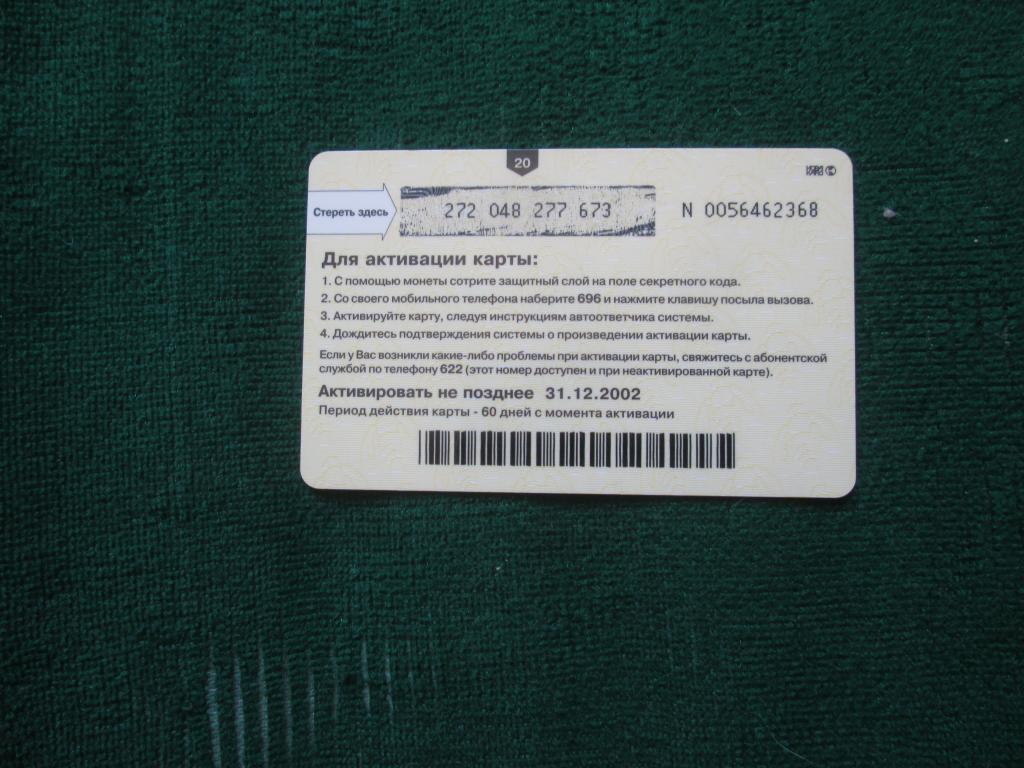 20
Стереть здесь
272 048 277 673
N 0056462368
Для активации карты:
1. С помощью монеты сотрите защитный слой на поле секретного кода.
2. Со своего мобильного телефона наберите 696 и нажмите клавишу посыла вызова.
3. Активируйте карту, следуя инструкциям автоответчика системы.
4. Дождитесь подтверждения системы о произведении активации карты.
Если у Вас возникли какие-либо проблемы при активации карты, свяжитесь с абонентской
службой по телефону 622 (этот номер доступен и при неактивированной карте).
Активировать не позднее 31.12.2002
Период действия карты - 60 дней с момента активации